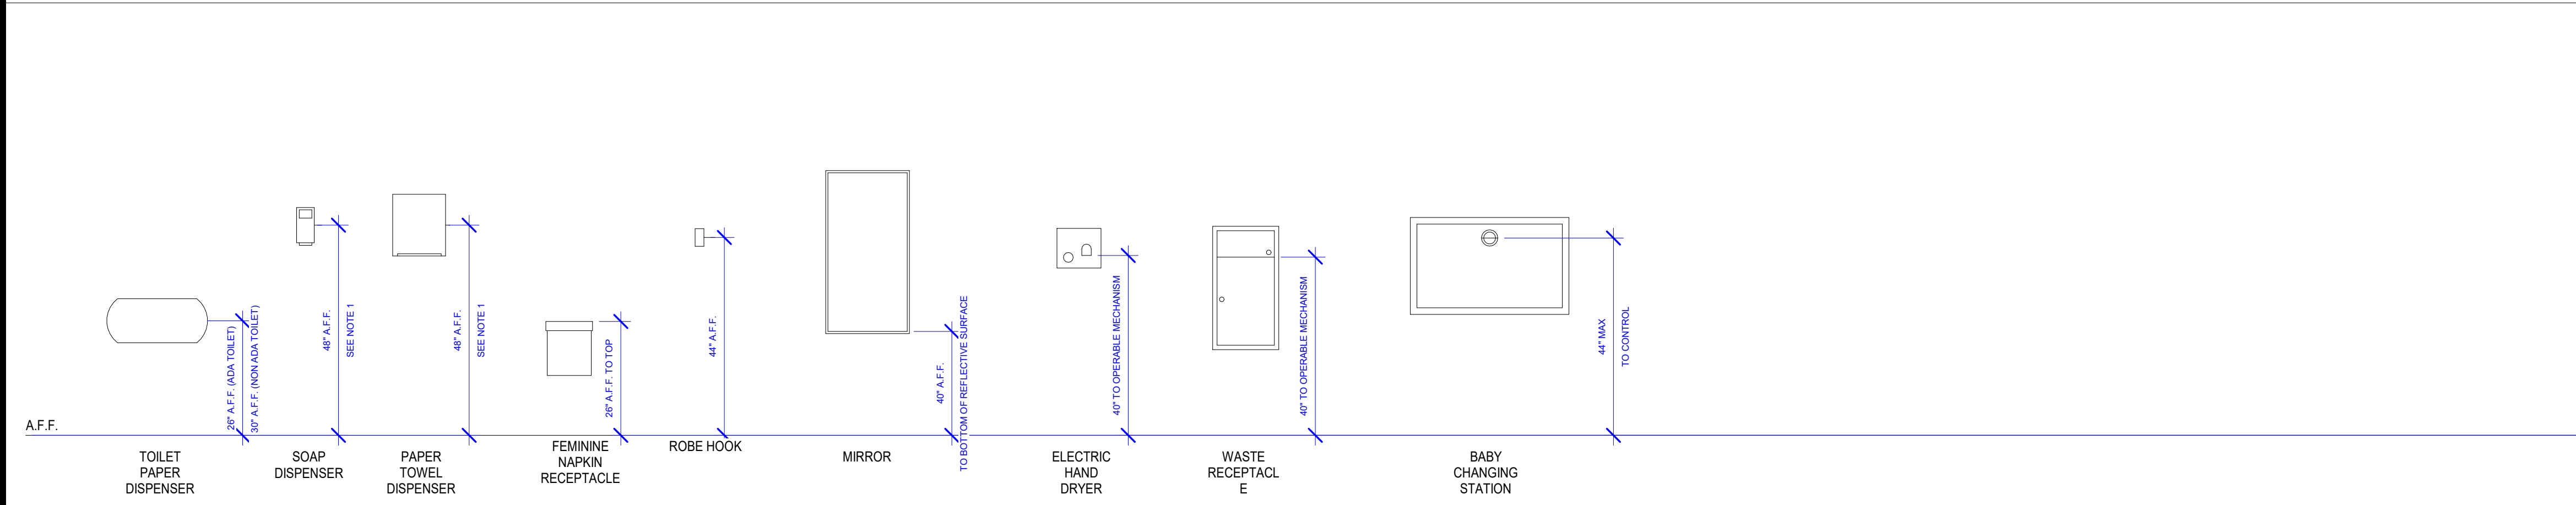 A.F.F.
26" A.F.F. (ADA TOILET)
30" A.F.F. (NON ADA TOILET)
TOILET
PAPER
DISPENSER
48" A.F.F.
SEE NOTE 1
SOAP
DISPENSER
48" A.F.F.
SEE NOTE 1
PAPER
TOWEL
DISPENSER
26" A.F.F. TO TOP
FEMININE
NAPKIN
RECEPTACLE
44" A.F.F.
ROBE HOOK
40" A.F.F.
TO BOTTOM OF REFLECTIVE SURFACE
MIRROR
40" TO OPERABLE MECHANISM
ELECTRIC
HAND
DRYER
40" TO OPERABLE MECHANISM
WASTE
RECEPTACL
E
44" MAX
TO CONTROL
BABY
CHANGING
STATION